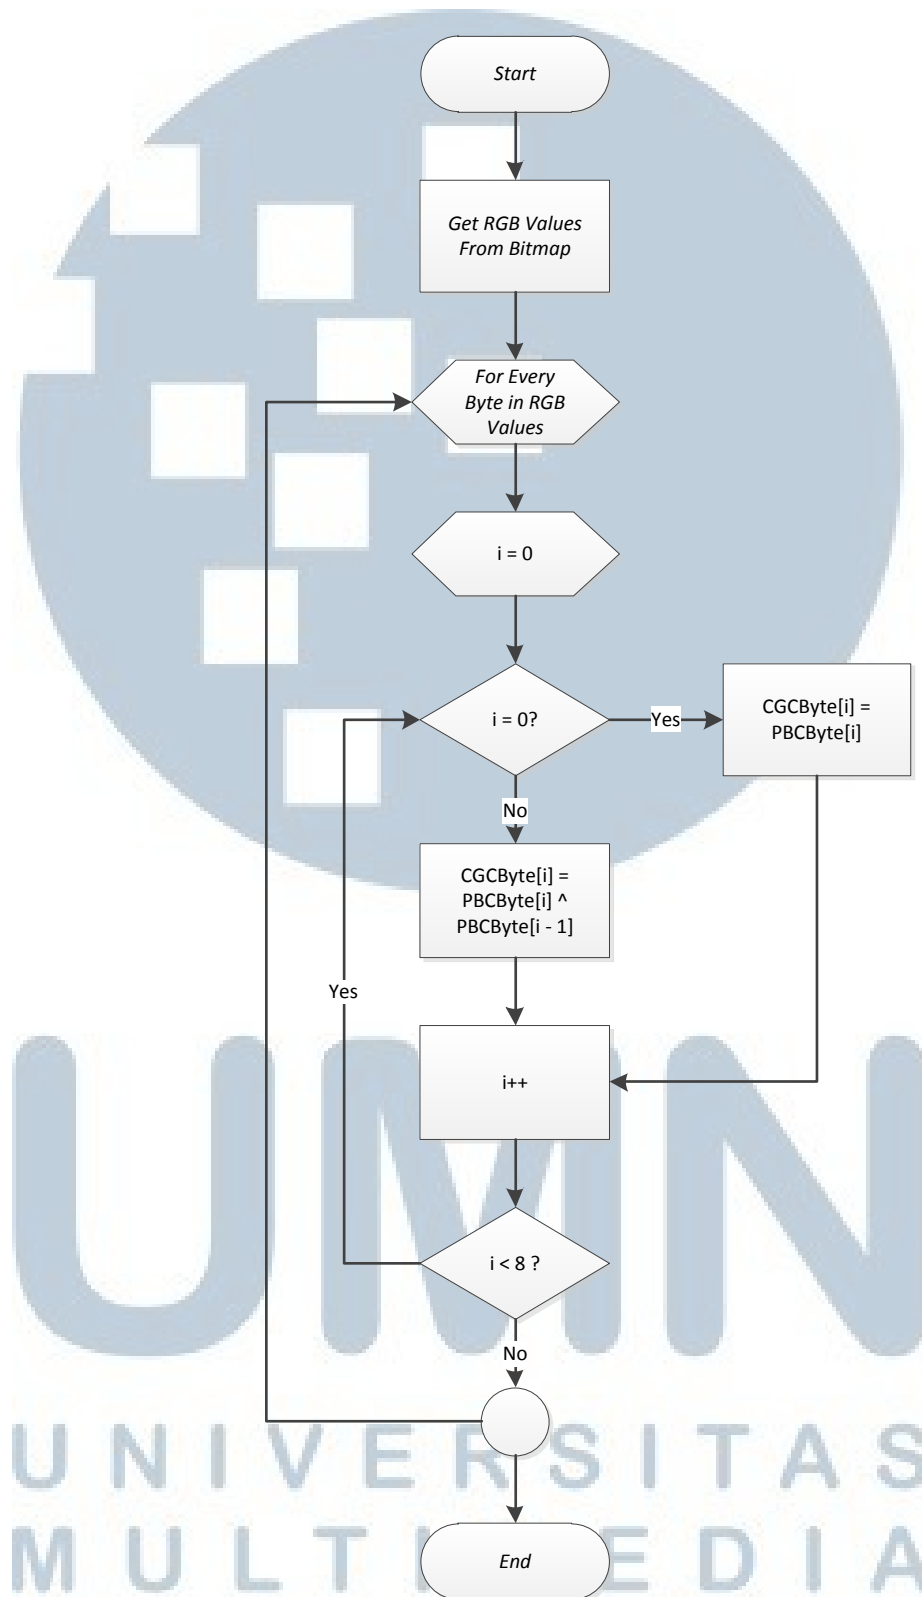 Start
Get RGB Values
From Bitmap
For Every
Byte in RGB
Values
i = 0
i = 0?
Yes
CGCByte[i] =
PBCByte[i]
No
CGCByte[i] =
PBCByte[i] ^
PBCByte[i - 1]
Yes
i++
i < 8 ?
No
End
UMN
UNIVERSITAS
MULTIMEDIA